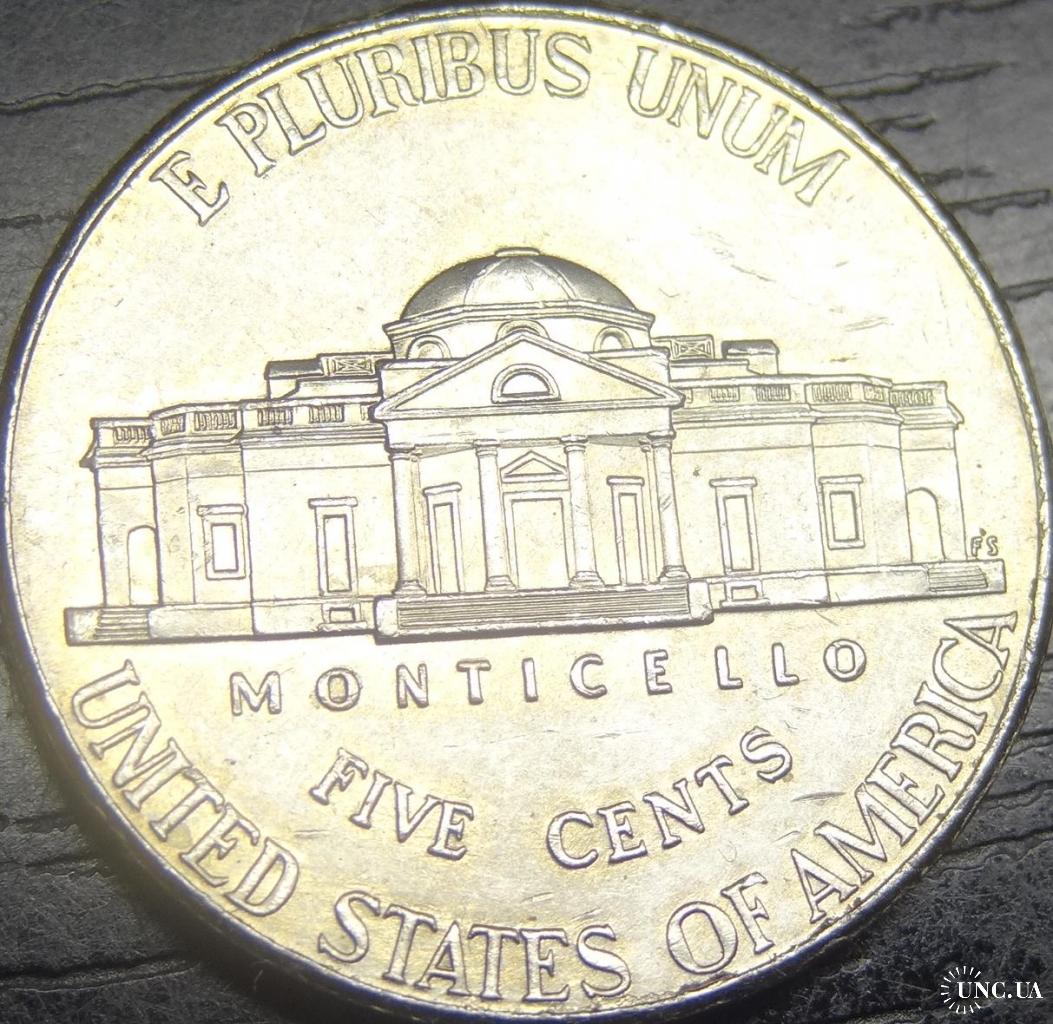 E PLURIBUS UNUM
FS
MONTICELLO
FIVE CENTS
UNITED STATES OF AMERICA
UNC.UA